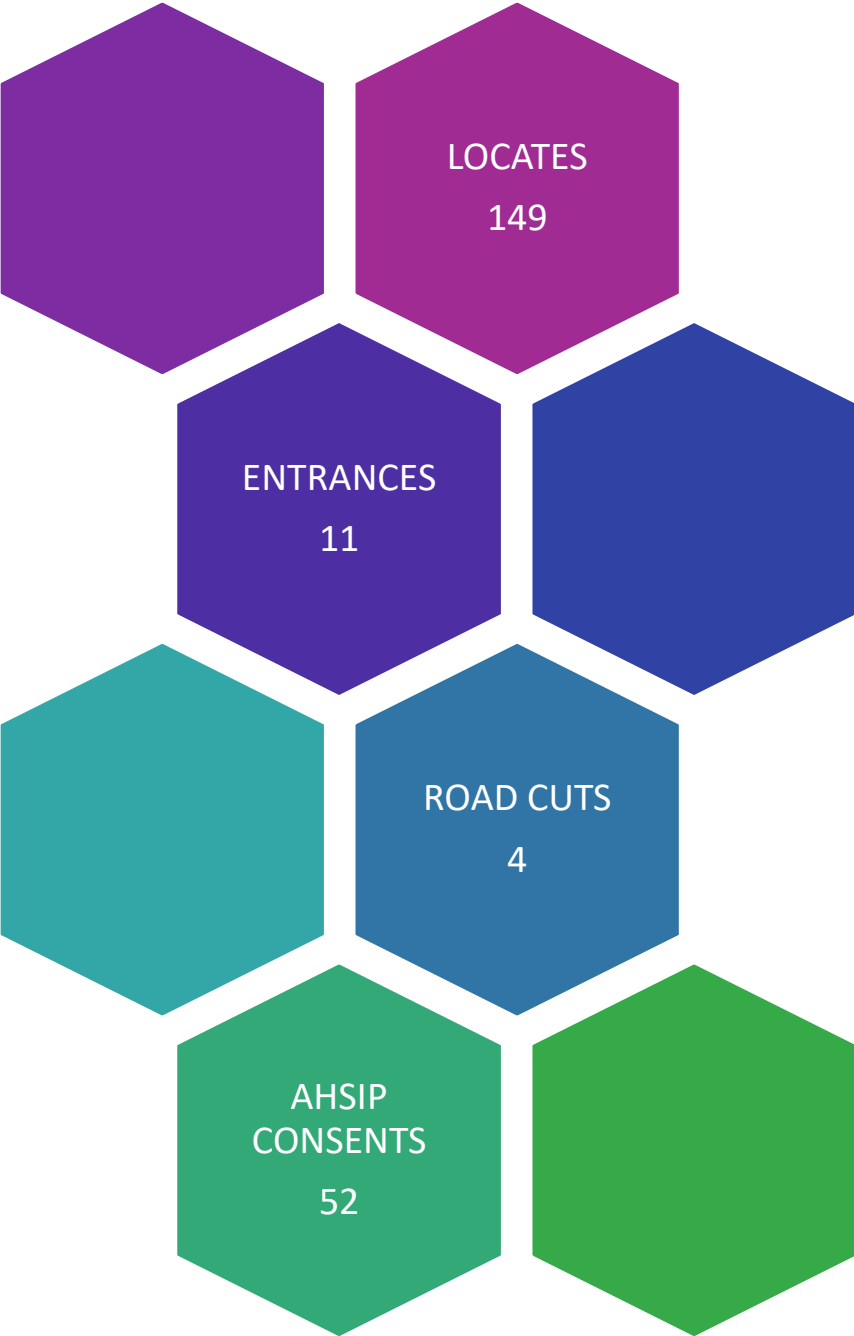 LOCATES
149
ENTRANCES
11
ROAD CUTS
4
AHSIP
CONSENTS
52